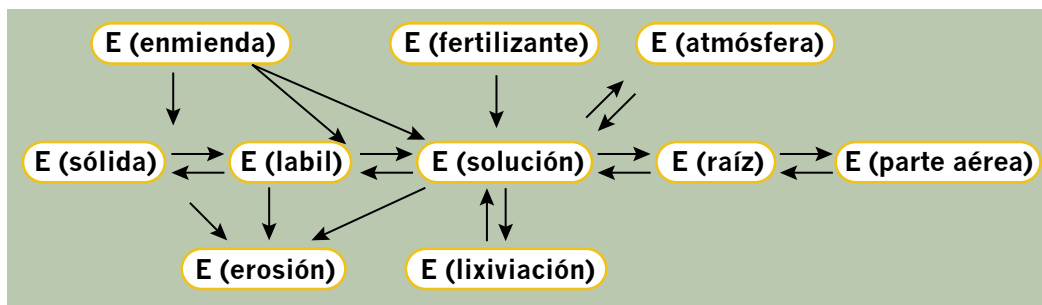 E (enmienda)
E (fertilizante)
E (atmósfera)
E (sólida)
E (labil)
E (solución)
E (raíz)
E (parte aérea)
E (erosión)
E (lixiviación)